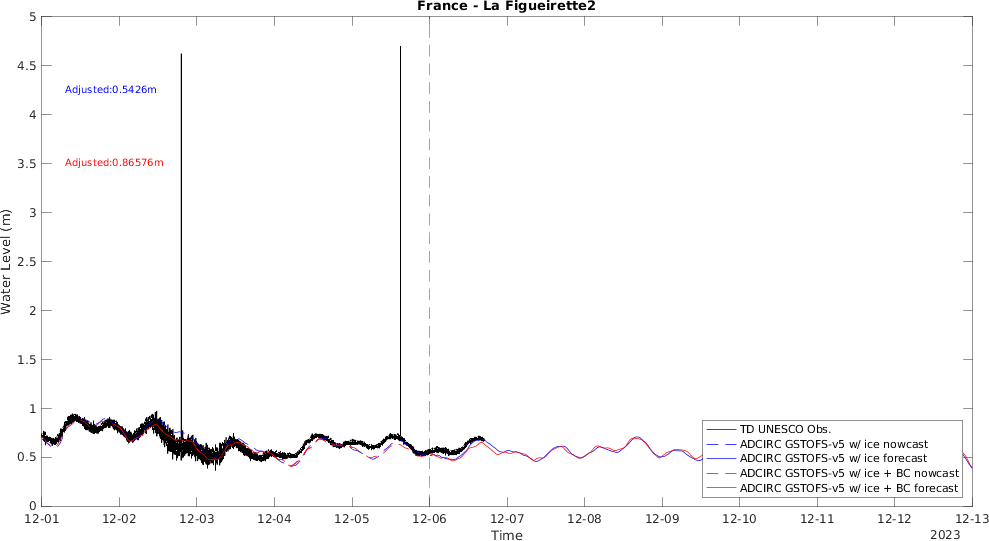 France - La Figueirette2
Water Level (m)
5
4.5
4
3.5
3
2.5
2
1.5
1
0.5
0
Adjusted:0.5426m
Adjusted:0.86576m
TD UNESCO Obs.
ADCIRC GSTOFS-v5 w/ ice nowcast
ADCIRC GSTOFS-v5 w/ ice forecast
ADCIRC GSTOFS-v5 w/ ice + BC nowcast
ADCIRC GSTOFS-v5 w/ ice + BC forecast
12-01 12-02 12-03 12-04 12-05 12-06 12-07 12-08 12-09 12-10 12-11 12-12 12-13
Time
2023